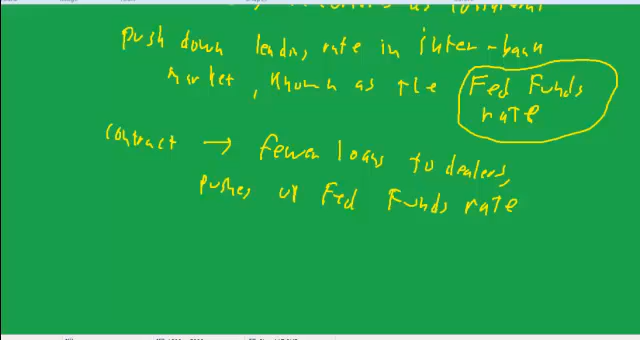 push down lending rate in inter-bank
market, known as the Fed Funds
rate
contract → fewer loans to dealers,
pushes up Fed Funds rate